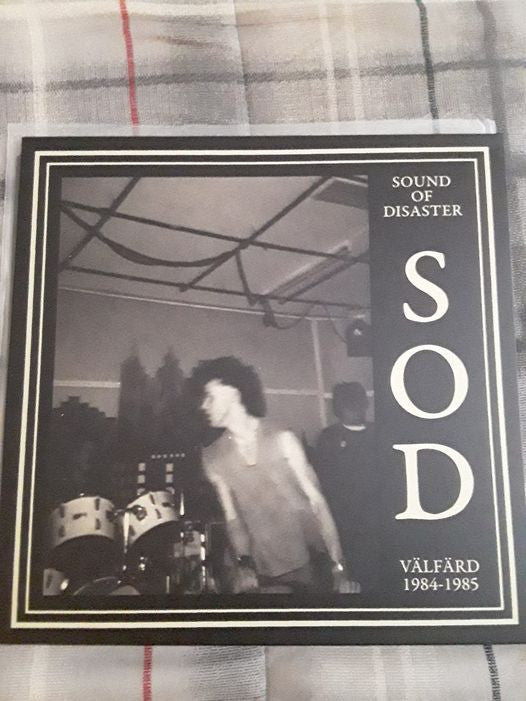 SOUND
OF
DISASTER
S
O
D
VÄLFÄRD
1984-1985